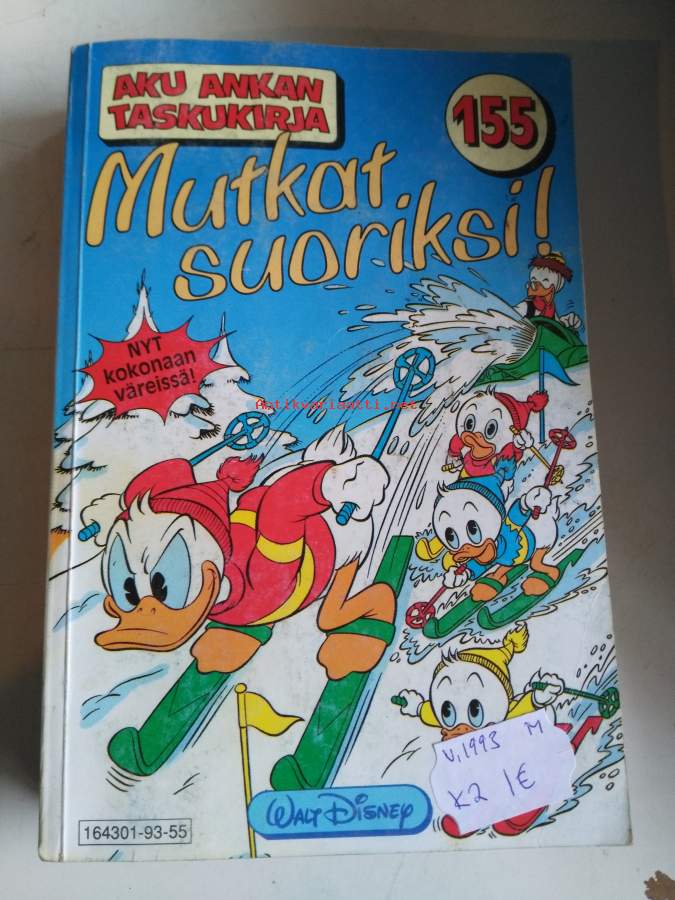 AKU ANKAN
TASKUKIRJA
155
Mutkat
suoriksi!
NYT
kokonaan
väreissä!
Antikvariaatti.net
V.1993 M
K2 1€
WALT DISNEY
164301-93-55